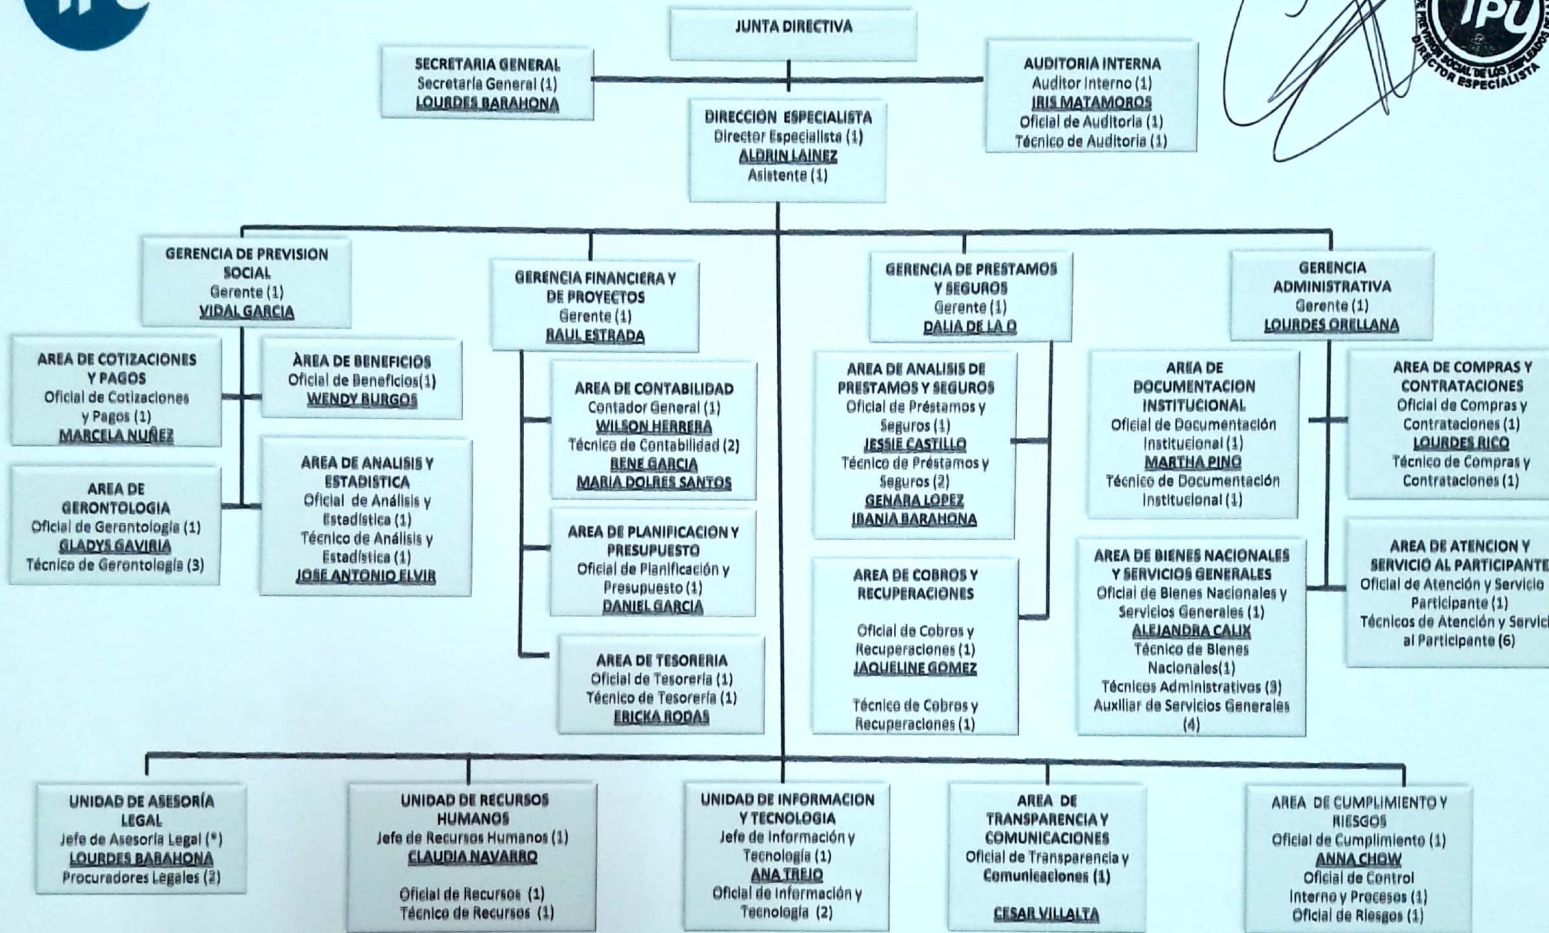 JUNTA DIRECTIVA
SECRETARIA GENERAL
Secretaría General (1)
LOURDES BARAHONA
AUDITORIA INTERNA
Auditor Interno (1)
IRIS MATAMOROS
Oficial de Auditoria (1)
Técnico de Auditoria (1)
IPU
DE PREVISION SOCIAL DE LOS EMPLEADOS DE
DIRECTOR ESPECIALISTA
DIRECCION ESPECIALISTA
Director Especialista (1)
ALDRIN LAINEZ
Asistente (1)
GERENCIA DE PREVISION
SOCIAL
Gerente (1)
VIDAL GARCIA
GERENCIA FINANCIERA Y
DE PROYECTOS
Gerente (1)
RAUL ESTRADA
GERENCIA DE PRESTAMOS
Y SEGUROS
Gerente (1)
DALIA DE LA O
GERENCIA
ADMINISTRATIVA
Gerente (1)
LOURDES ORELLANA
AREA DE COTIZACIONES
Y PAGOS
Oficial de Cotizaciones
y Pagos (1)
MARCELA NUÑEZ
ÀREA DE BENEFICIOS
Oficial de Beneficios(1)
WENDY BURGOS
AREA DE
GERONTOLOGIA
Oficial de Gerontología (1)
GLADYS GAVIRIA
Técnico de Gerontología (3)
AREA DE ANALISIS Y
ESTADISTICA
Oficial de Análisis y
Estadística (1)
Técnico de Análisis y
Estadística (1)
JOSE ANTONIO ELVIR
AREA DE CONTABILIDAD
Contador General (1)
WILSON HERRERA
Técnico de Contabilidad (2)
RENE GARCIA
MARIA DOLRES SANTOS
AREA DE PLANIFICACION Y
PRESUPUESTO
Oficial de Planificación y
Presupuesto (1)
DANIEL GARCIA
AREA DE TESORERIA
Oficial de Tesorería (1)
Técnico de Tesorería (1)
ERICKA RODAS
AREA DE ANALISIS DE
PRESTAMOS Y SEGUROS
Oficial de Préstamos y
Seguros (1)
JESSIE CASTILLO
Técnico de Préstamos y
Seguros (2)
GENARA LOPEZ
IBANIA BARAHONA
AREA DE COBROS Y
RECUPERACIONES
Oficial de Cobros y
Recuperaciones (1)
JAQUELINE GOMEZ
Técnico de Cobros y
Recuperaciones (1)
AREA DE
DOCUMENTACION
INSTITUCIONAL
Oficial de Documentación
Institucional (1)
MARTHA PINO
Técnico de Documentación
Institucional (1)
AREA DE COMPRAS Y
CONTRATACIONES
Oficial de Compras y
Contrataciones (1)
LOURDES RICO
Técnico de Compras y
Contrataciones (1)
AREA DE BIENES NACIONALES
Y SERVICIOS GENERALES
Oficial de Bienes Nacionales y
Servicios Generales (1)
ALEJANDRA CALIX
Técnico de Bienes
Nacionales(1)
Técnicos Administrativos (3)
Auxiliar de Servicios Generales
(4)
AREA DE ATENCION Y
SERVICIO AL PARTICIPANTE
Oficial de Atención y Servicio
Participante (1)
Técnicos de Atención y Servici
al Participante (6)
UNIDAD DE ASESORÍA
LEGAL
Jefe de Asesoría Legal (*)
LOURDES BARAHONA
Procuradores Legales (2)
UNIDAD DE RECURSOS
HUMANOS
Jefe de Recursos Humanos (1)
CLAUDIA NAVARRO
Oficial de Recursos (1)
Técnico de Recursos (1)
UNIDAD DE INFORMACION
Y TECNOLOGIA
Jefe de Información y
Tecnología (1)
ANA TREJO
Oficial de Información y
Tecnología (2)
AREA DE
TRANSPARENCIA Y
COMUNICACIONES
Oficial de Transparencia y
Comunicaciones (1)
CESAR VILLALTA
AREA DE CUMPLIMIENTO Y
RIESGOS
Oficial de Cumplimiento (1)
ANNA CHOW
Oficial de Control
Interno y Procesos (1)
Oficial de Riesgos (1)